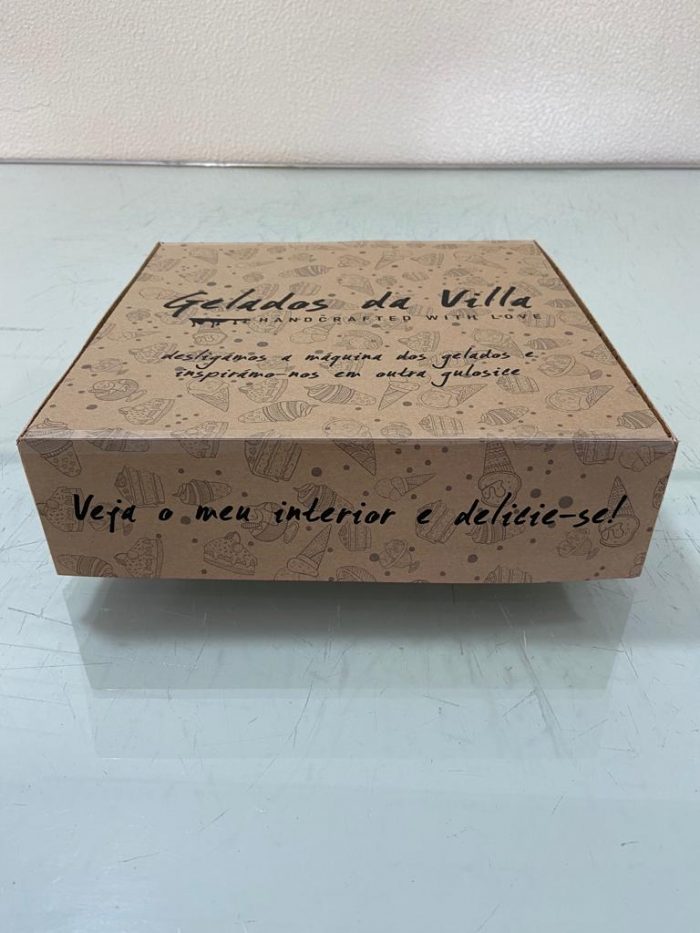 Gelados da Villa
HANDCRAFTED WITH LOVE
desligámos a máquina dos gelados e
inspirámo-nos em outra gulosice
Veja o meu interior e delicie-se!